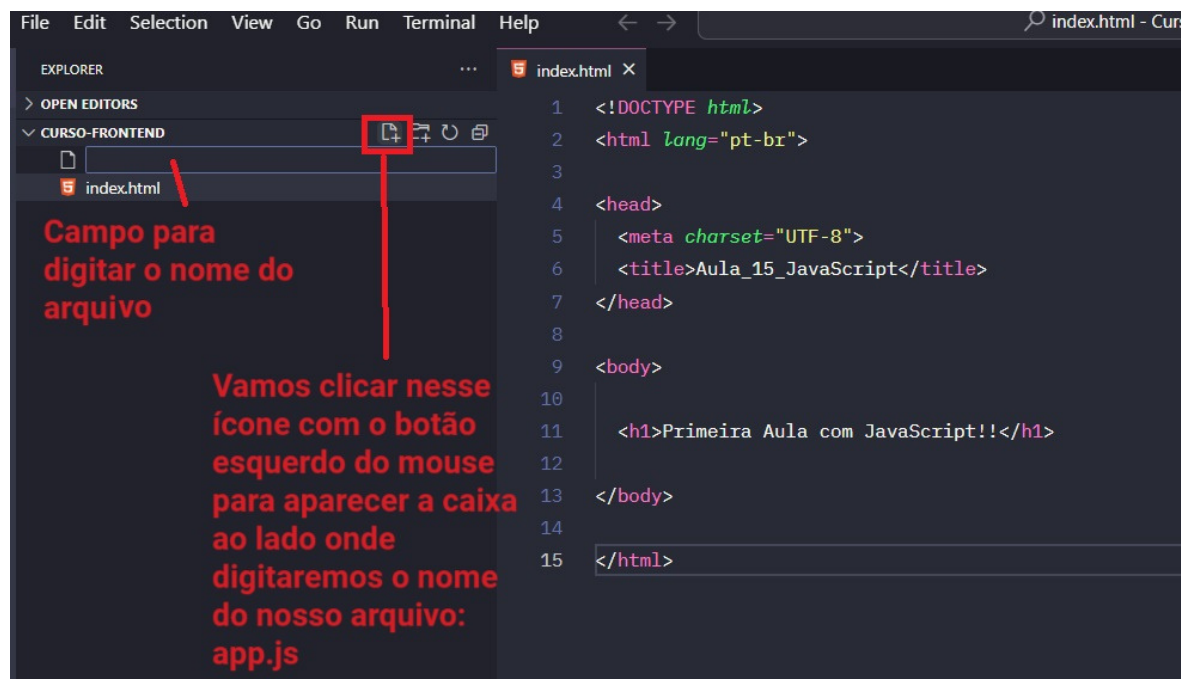 File Edit Selection View Go Run Terminal Help
index.html - Curs
EXPLORER
index.html
OPEN EDITORS
CURSO-FRONTEND
index.html
Campo para
digitar o nome do
arquivo
Vamos clicar nesse
ícone com o botão
esquerdo do mouse
para aparecer a caixa
ao lado onde
digitaremos o nome
do nosso arquivo:
app.js
1 <!DOCTYPE html>
2 <html lang="pt-br">
3
4 <head>
5 <meta charset="UTF-8">
6 <title>Aula_15_JavaScript</title>
7 </head>
8
9 <body>
10
11 <h1>Primeira Aula com JavaScript!!</h1>
12
13 </body>
14
15 </html>